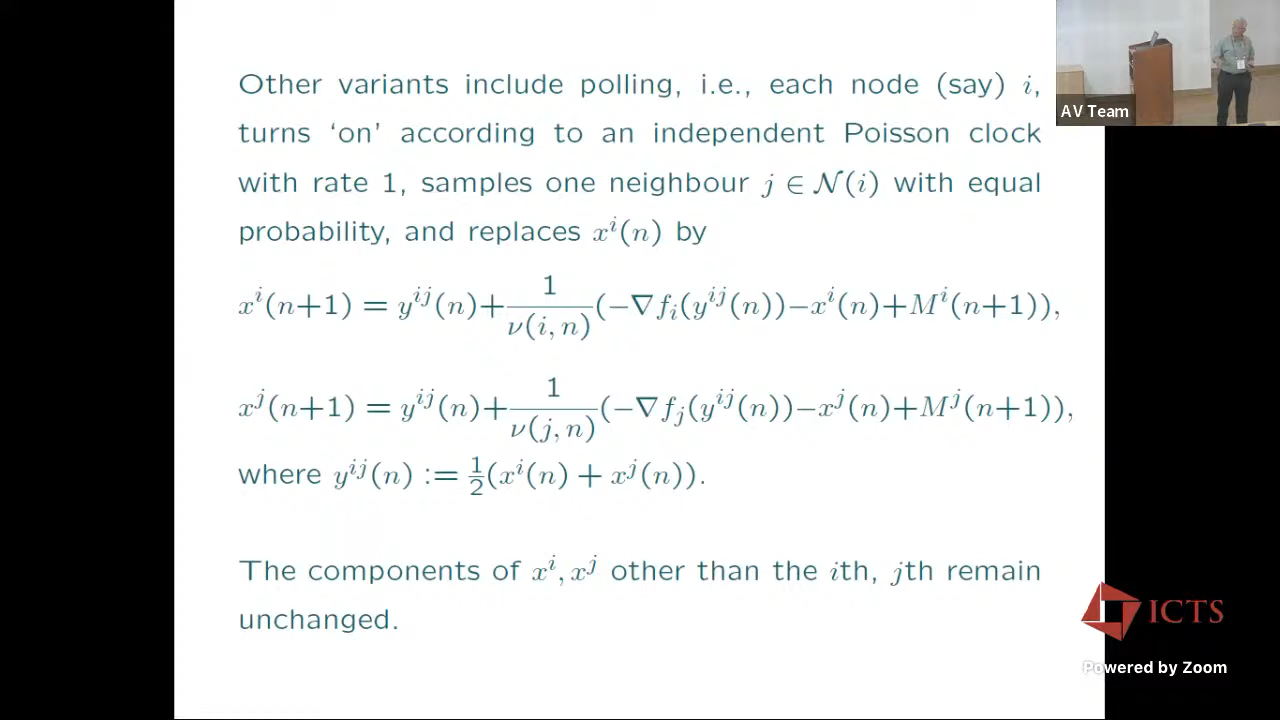 Other variants include polling, i.e., each node (say) i,
turns ‘on’ according to an independent Poisson clock
with rate 1, samples one neighbour j ∈ 𝒩(i) with equal
probability, and replaces xⁱ(n) by
xⁱ(n+1) = yⁱʲ(n)+1/ν(i, n)(−∇fᵢ(yⁱʲ(n))−xⁱ(n)+Mⁱ(n+1)),
xʲ(n+1) = yⁱʲ(n)+1/ν(j, n)(−∇fⱼ(yⁱʲ(n))−xʲ(n)+Mʲ(n+1)),
where yⁱʲ(n) := ½(xⁱ(n) + xʲ(n)).
The components of xⁱ, xʲ other than the ith, jth remain
unchanged.
AV Team
ICTS
Powered by Zoom